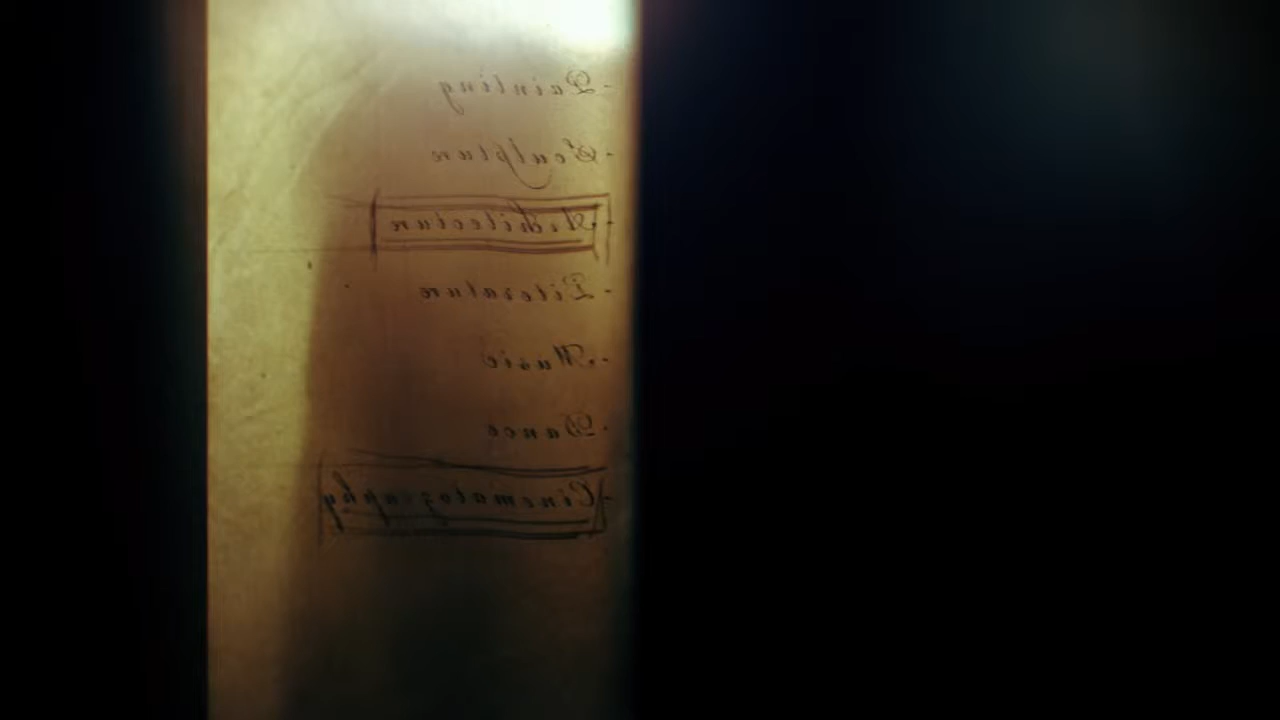 - Painting
- Sculpture
- Architecture
- Literature
- Music
- Dance
- Cinematography